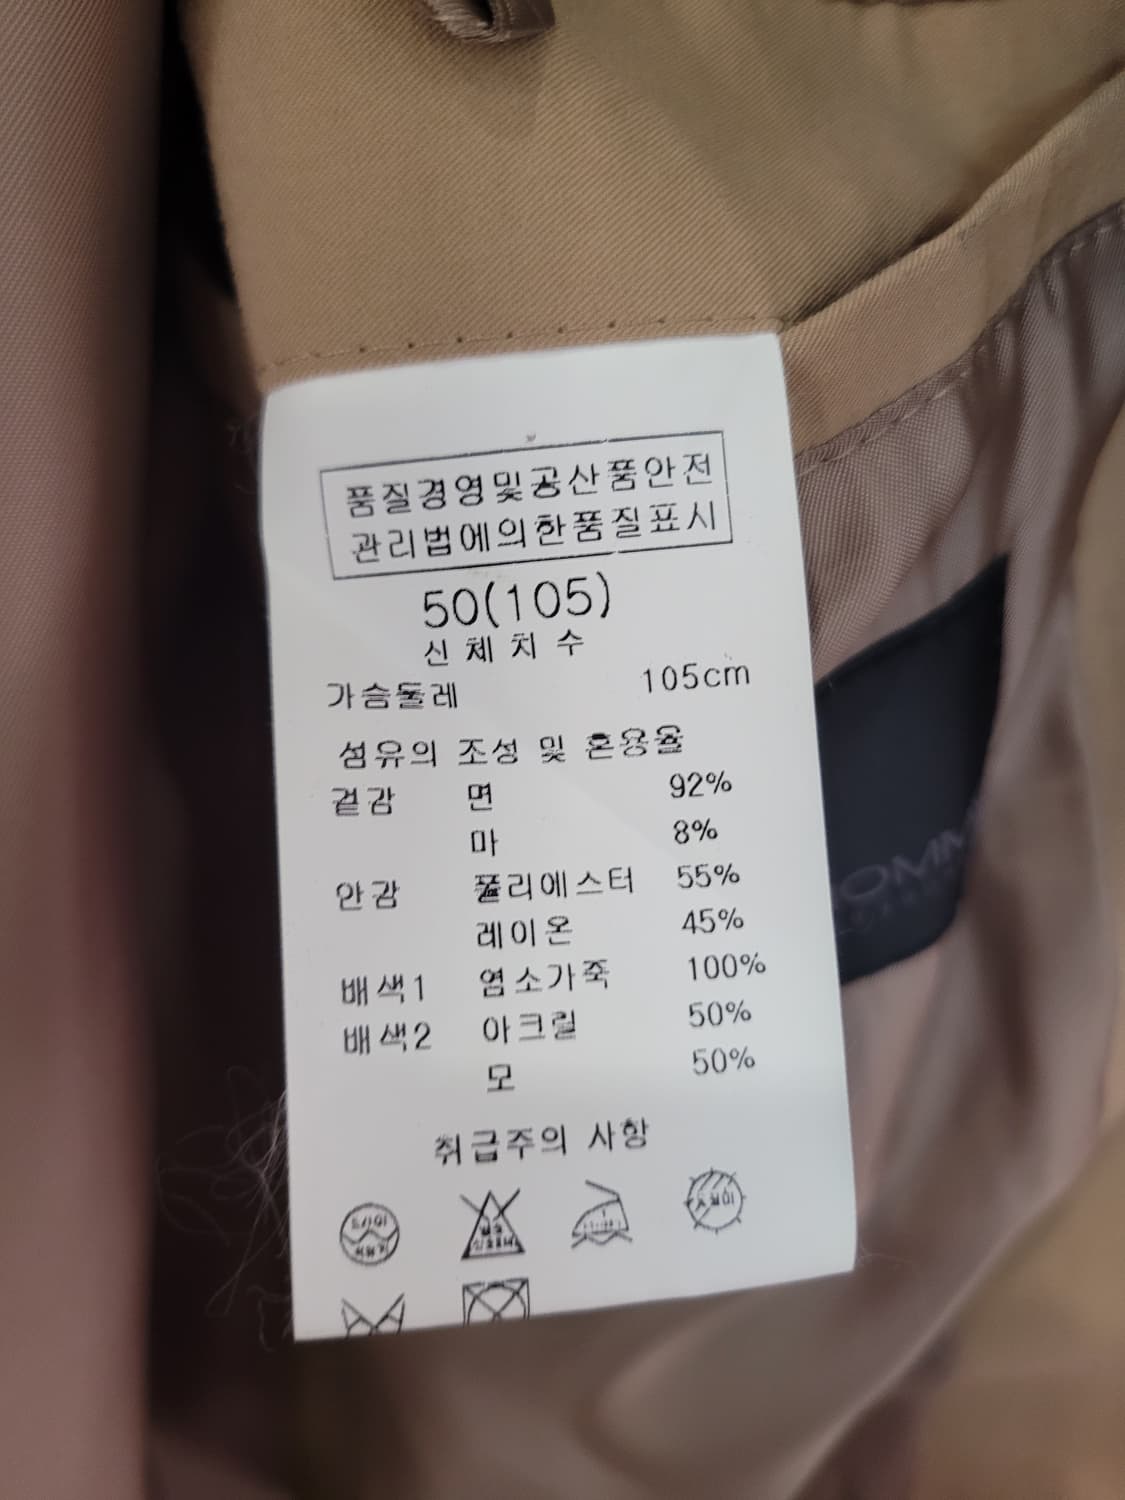 품질경영및공산품안전
관리법에의한품질표시
50(105)
신체치수
가슴둘레 105cm
섬유의 조성 및 혼용율
겉감 면 92%
마 8%
안감 폴리에스터 55%
레이온 45%
배색1 염소가죽 100%
배색2 아크릴 50%
모 50%
취급주의 사항
드라이
OMM